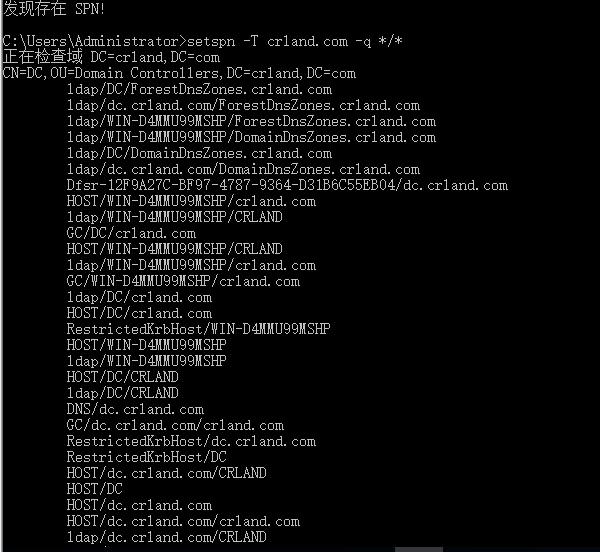 发现存在 SPN!
C:\Users\Administrator>setspn -T crland.com -q */*
正在检查域 DC=crland,DC=com
CN=DC,OU=Domain Controllers,DC=crland,DC=com
ldap/DC/ForestDnsZones.crland.com
ldap/dc.crland.com/ForestDnsZones.crland.com
ldap/WIN-D4MMU99MSHP/ForestDnsZones.crland.com
ldap/WIN-D4MMU99MSHP/DomainDnsZones.crland.com
ldap/DC/DomainDnsZones.crland.com
ldap/dc.crland.com/DomainDnsZones.crland.com
Dfsr-12F9A27C-BF97-4787-9364-D31B6C55EB04/dc.crland.com
HOST/WIN-D4MMU99MSHP/crland.com
ldap/WIN-D4MMU99MSHP/CRLAND
GC/DC/crland.com
HOST/WIN-D4MMU99MSHP/CRLAND
ldap/WIN-D4MMU99MSHP/crland.com
GC/WIN-D4MMU99MSHP/crland.com
ldap/DC/crland.com
HOST/DC/crland.com
RestrictedKrbHost/WIN-D4MMU99MSHP
HOST/WIN-D4MMU99MSHP
ldap/WIN-D4MMU99MSHP
HOST/DC/CRLAND
ldap/DC/CRLAND
DNS/dc.crland.com
GC/dc.crland.com/crland.com
RestrictedKrbHost/dc.crland.com
RestrictedKrbHost/DC
HOST/dc.crland.com/CRLAND
HOST/DC
HOST/dc.crland.com
HOST/dc.crland.com/crland.com
ldap/dc.crland.com/CRLAND